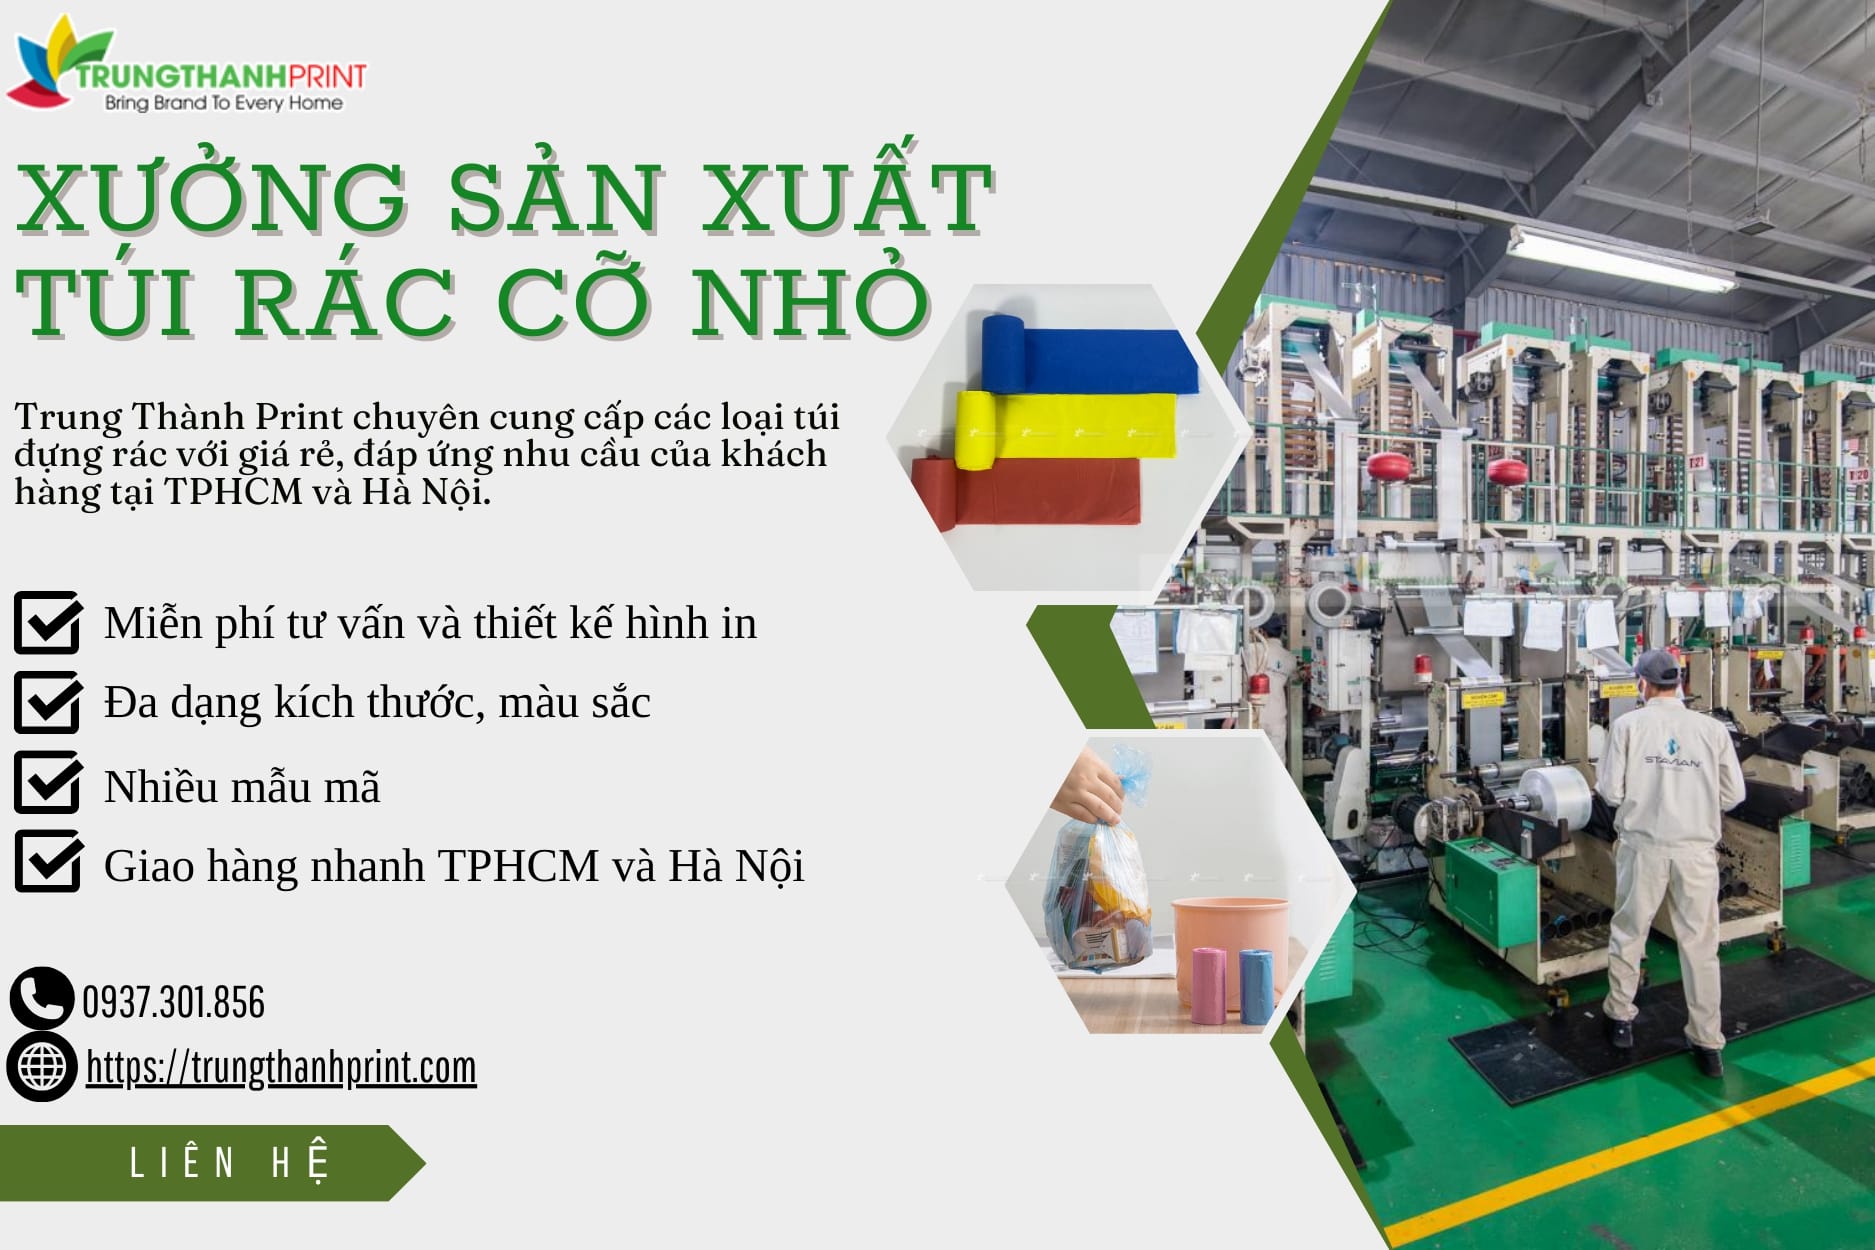 TRUNGTHANHPRINT
Bring Brand To Every Home
XƯỞNG SẢN XUẤT
TÚI RÁC CỠ NHỎ
Trung Thành Print chuyên cung cấp các loại túi
đựng rác với giá rẻ, đáp ứng nhu cầu của khách
hàng tại TPHCM và Hà Nội.
Miễn phí tư vấn và thiết kế hình in
Đa dạng kích thước, màu sắc
Nhiều mẫu mã
Giao hàng nhanh TPHCM và Hà Nội
0937.301.856
https://trungthanhprint.com
LIÊN HỆ
T.21
T.20
STAVIAN